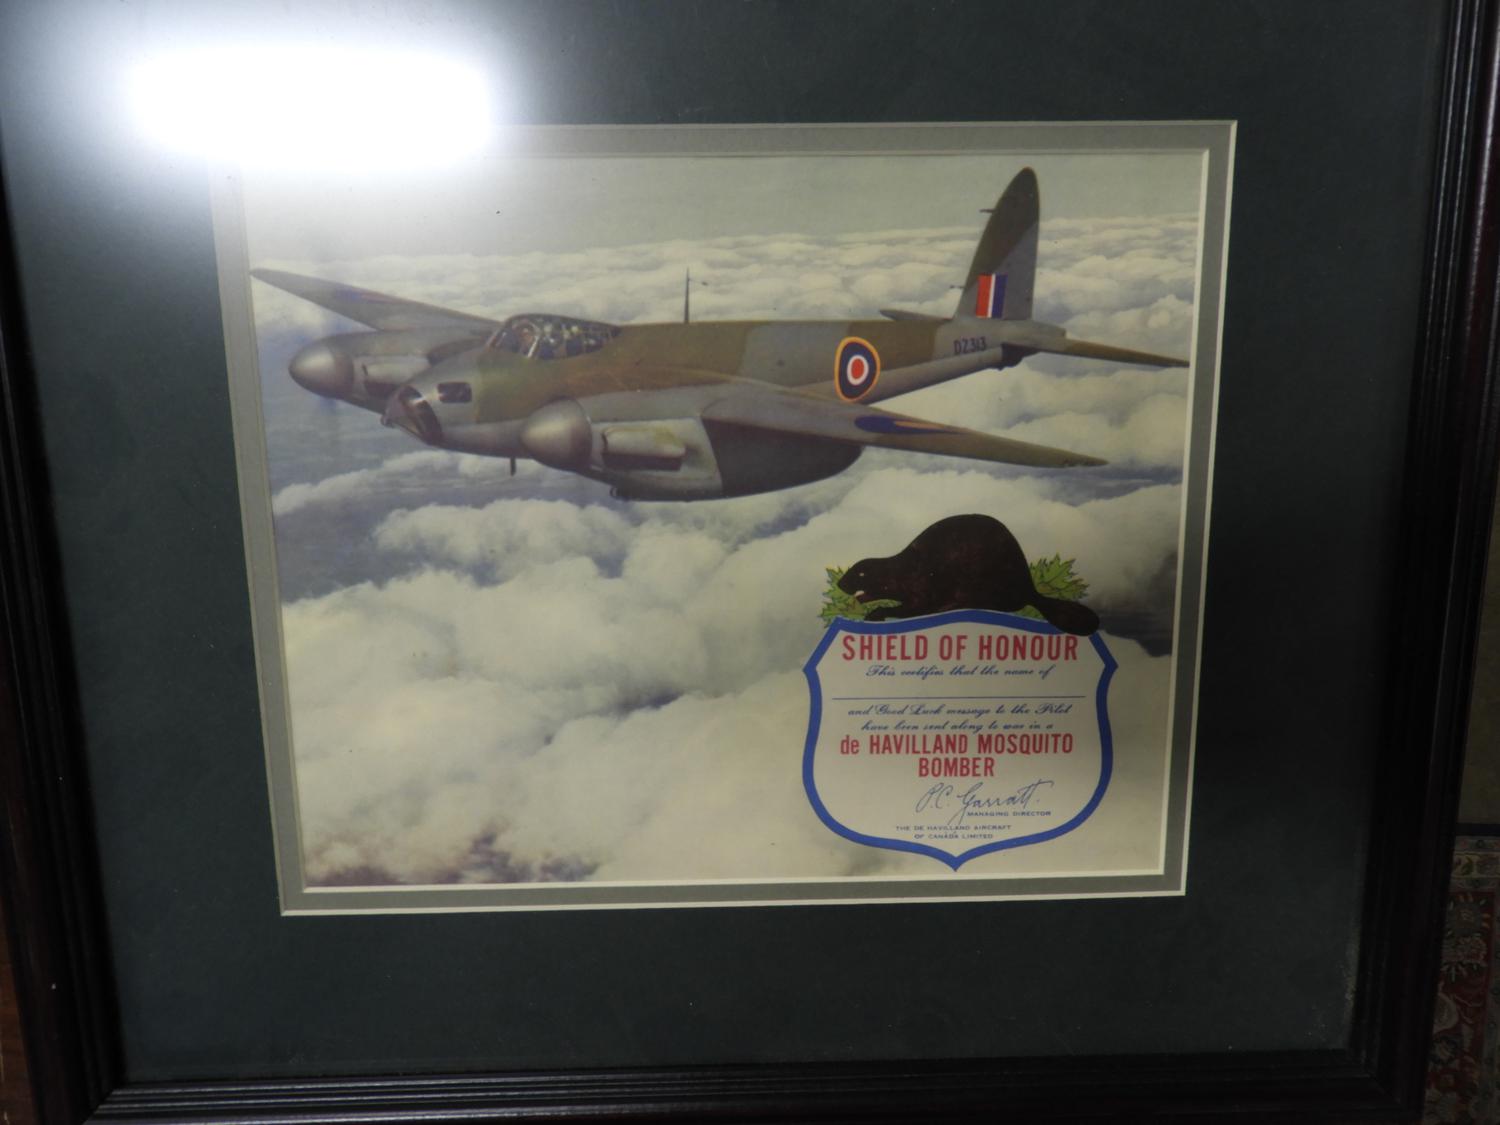 DZ313
SHIELD OF HONOUR
This certifies that the name of
and Good Luck message to the Pilot
have been sent along to war in a
de HAVILLAND MOSQUITO
BOMBER
P.C. Garratt.
MANAGING DIRECTOR
THE DE HAVILLAND AIRCRAFT
OF CANADA LIMITED